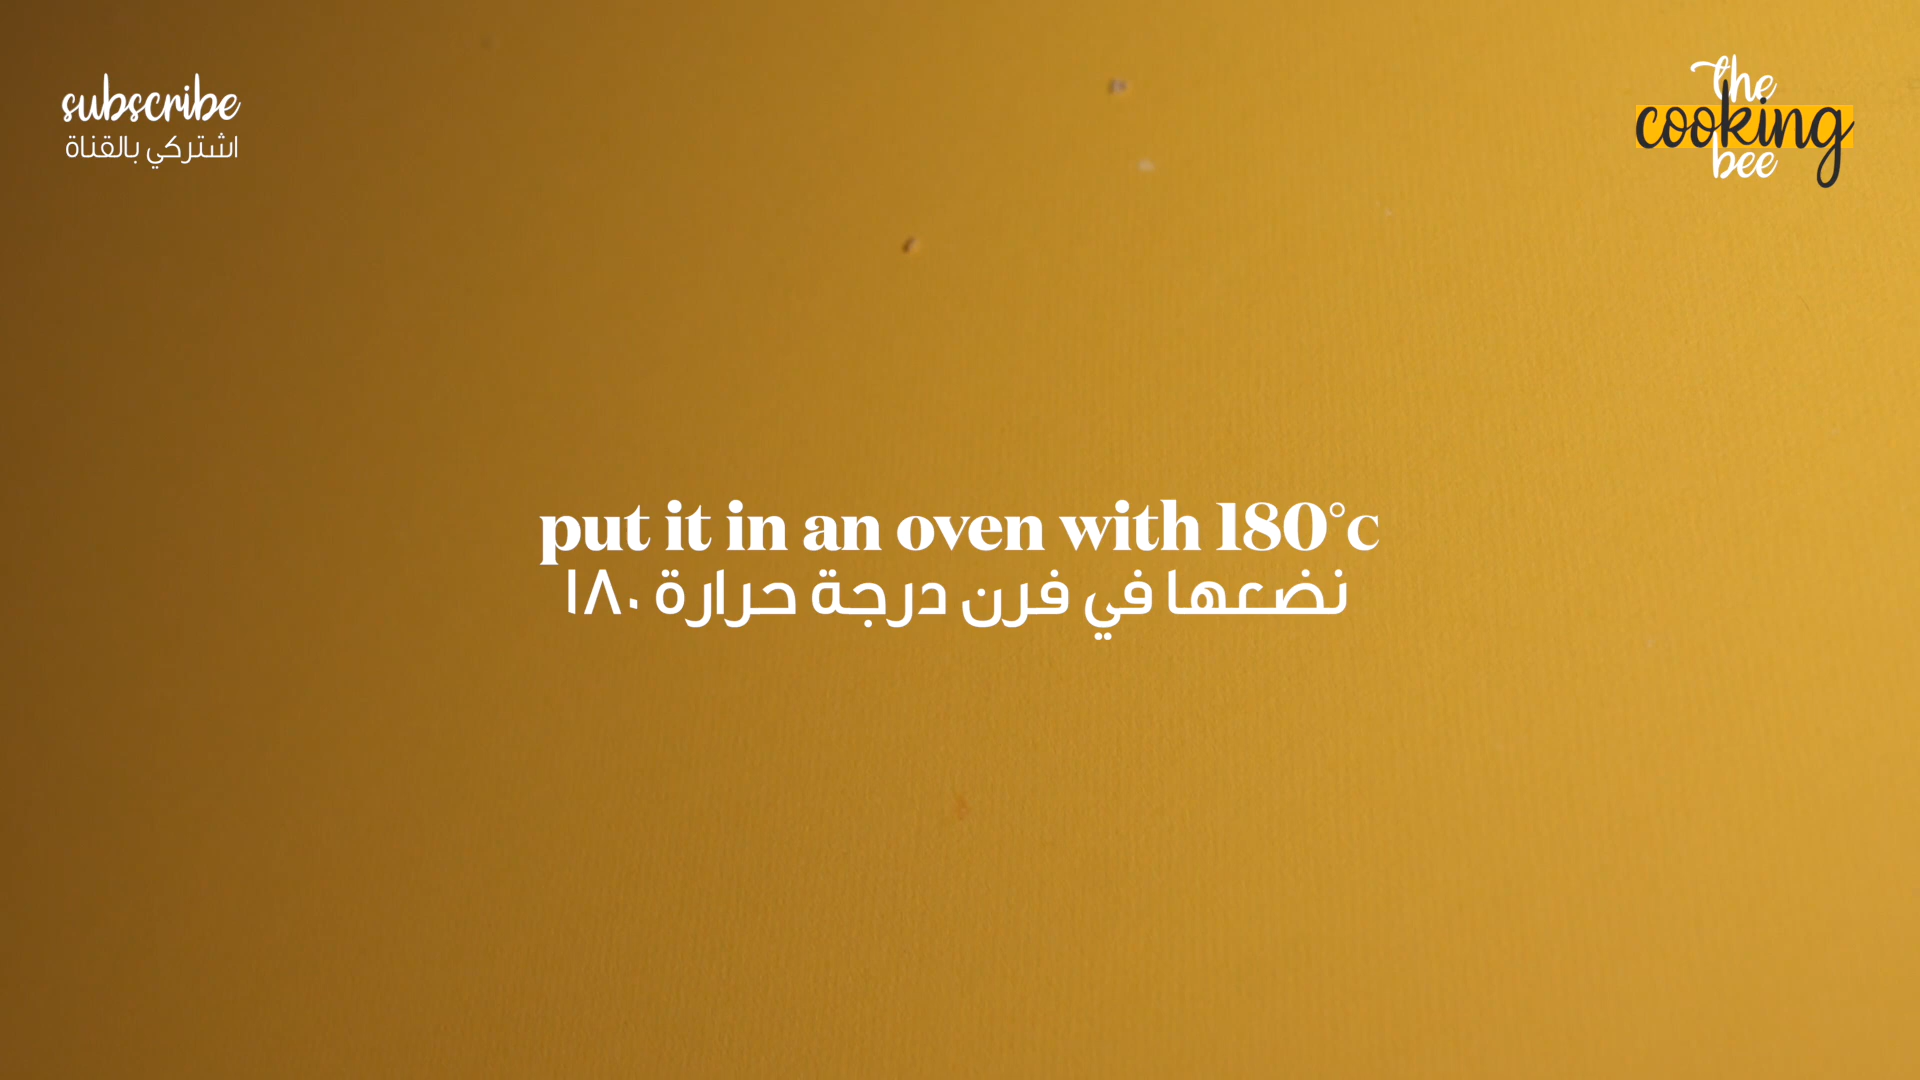 subscribe
اشتركي بالقناة
the
cooking
bee
put it in an oven with 180°c
نضعها في فرن درجة حرارة ١٨٠